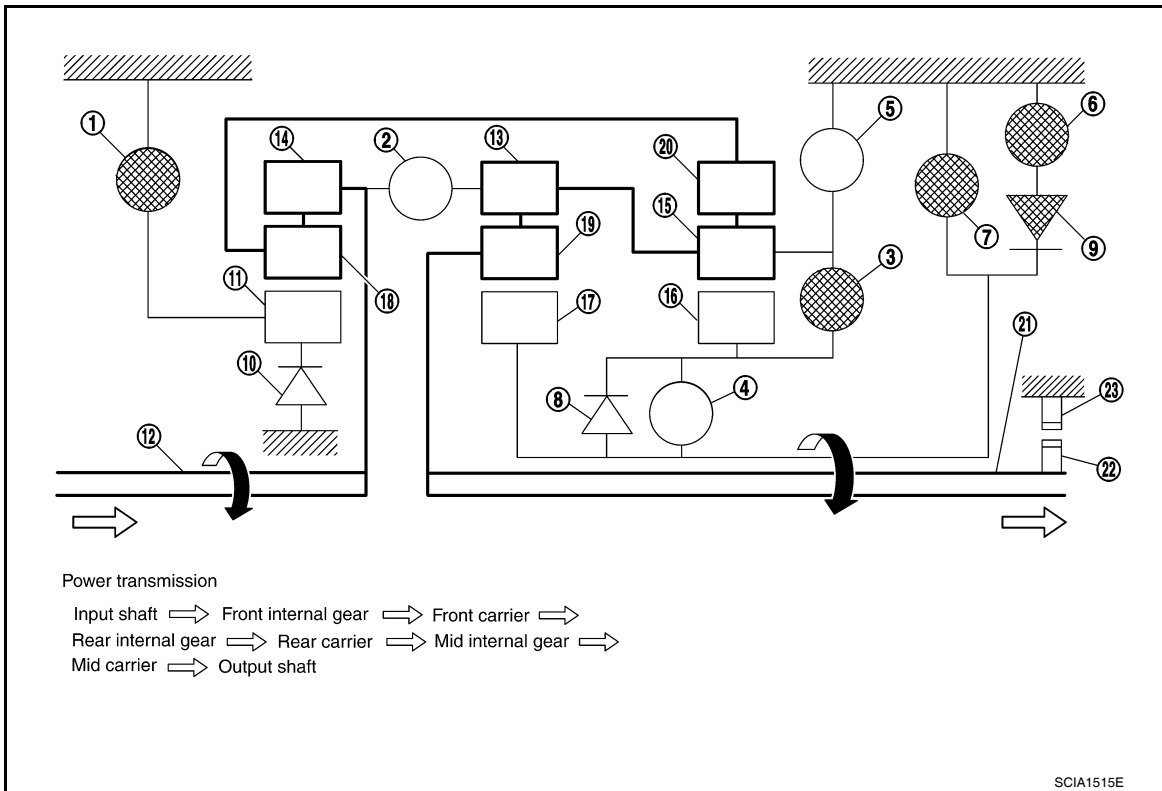 ① ② ③ ④ ⑤ ⑥ ⑦ ⑧ ⑨ ⑩ ⑪ ⑫ ⑬ ⑭ ⑮ ⑯ ⑰ ⑱ ⑲ ⑳ ㉑ ㉒ ㉓
Power transmission
Input shaft ⇨ Front internal gear ⇨ Front carrier ⇨
Rear internal gear ⇨ Rear carrier ⇨ Mid internal gear ⇨
Mid carrier ⇨ Output shaft
SCIA1515E